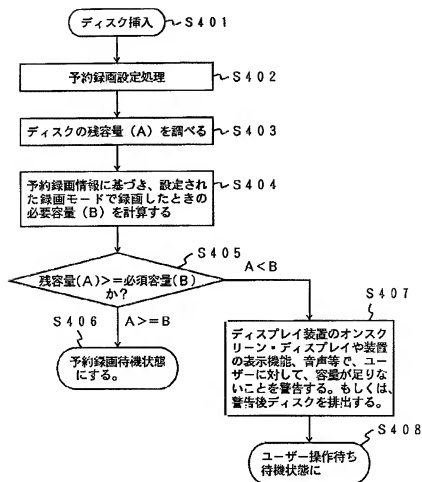 ディスク挿入
S401
予約録画設定処理
S402
ディスクの残容量（A）を調べる
S403
予約録画情報に基づき、設定され
た録画モードで録画したときの
必要容量（B）を計算する
S404
S405
残容量(A)>=必須容量(B)
か？
A<B
S406
A>=B
S407
予約録画待機状態
にする。
ディスプレイ装置のオンスク
リーン・ディスプレイや装置
の表示機能、音声等で、ユー
ザーに対して、容量が足りな
いことを警告する。もしくは、
警告後ディスクを排出する。
S408
ユーザー操作待ち
待機状態に